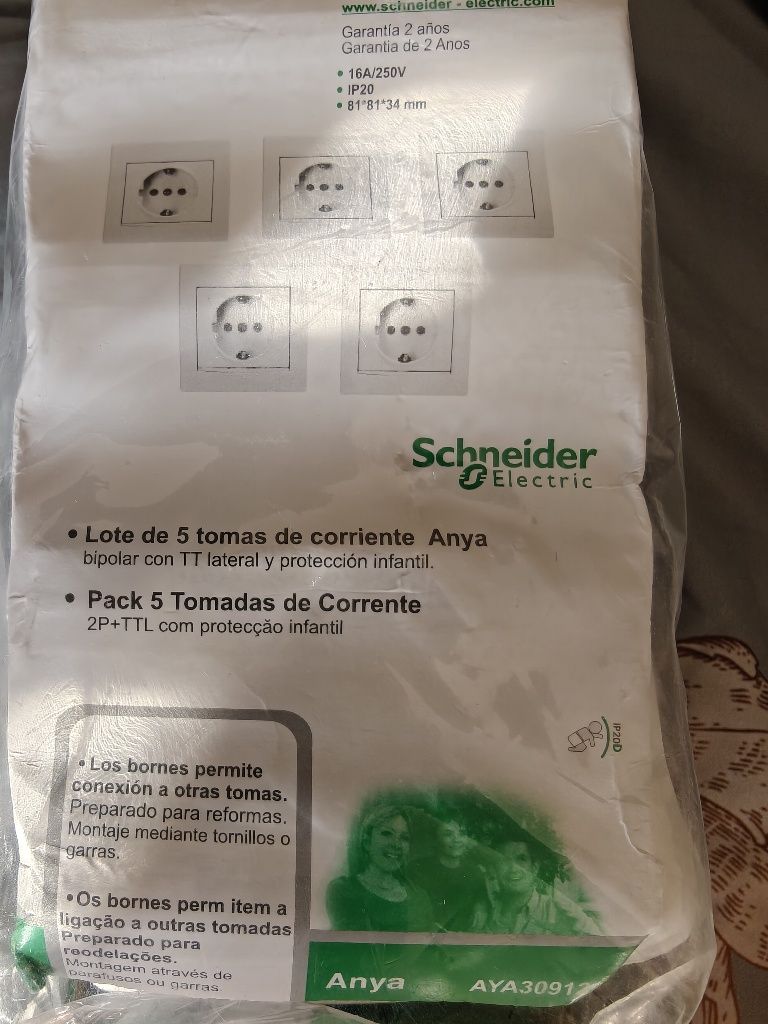 www.schneider - electric.com
Garantía 2 años
Garantia de 2 Anos
• 16A/250V
• IP20
• 81*81*34 mm
Schneider
Electric
• Lote de 5 tomas de corriente Anya
bipolar con TT lateral y protección infantil.
• Pack 5 Tomadas de Corrente
2P+TTL com protecção infantil
IP20D
• Los bornes permite
conexión a otras tomas.
Preparado para reformas.
Montaje mediante tornillos o
garras.
•Os bornes perm item a
ligação a outras tomadas
Preparado para
reodelações.
Montagem através de
parafusos ou garras
Anya